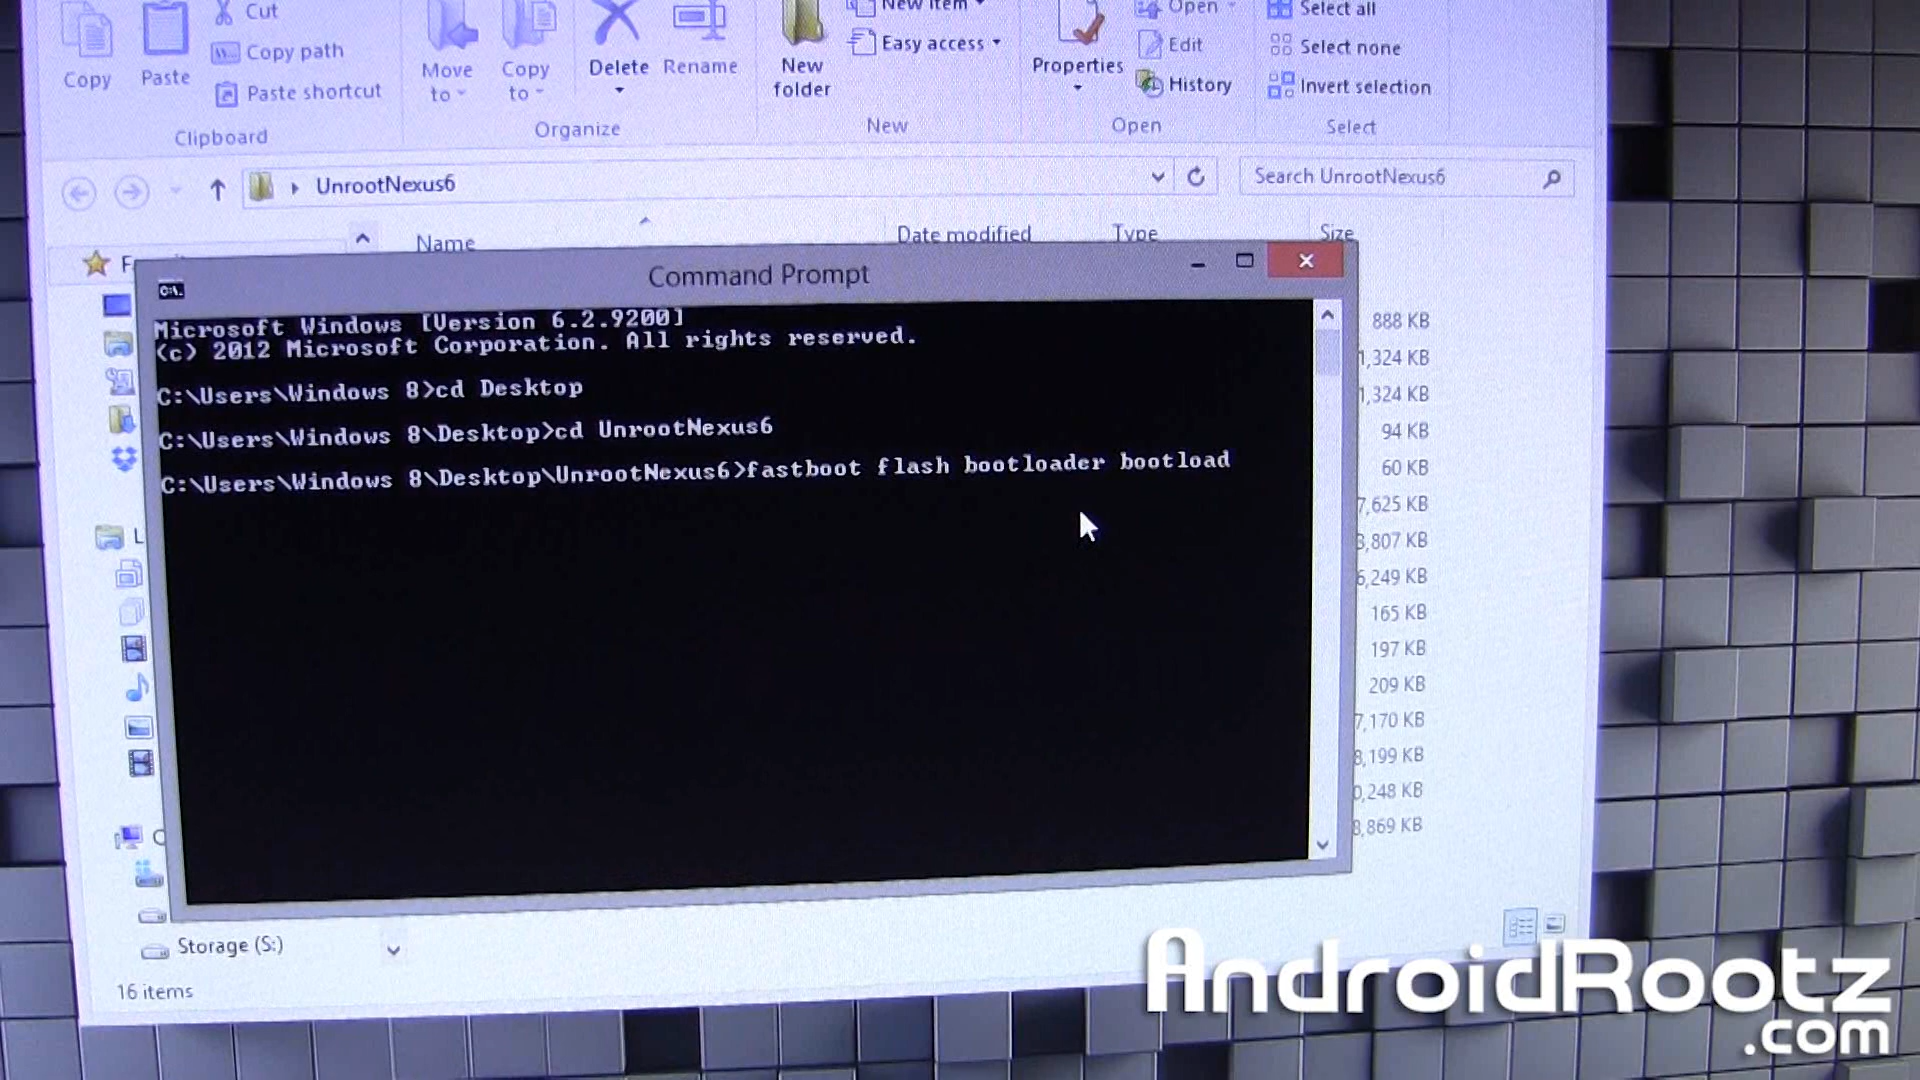 Cut
New item
Open
Select all
Copy path
Easy access
Edit
Select none
Copy
Paste
Paste shortcut
Move to
Copy to
Delete
Rename
New folder
Properties
History
Invert selection
Clipboard
Organize
New
Open
Select
UnrootNexus6
Search UnrootNexus6
Name
Date modified
Type
Size
Command Prompt
C:\.
Microsoft Windows [Version 6.2.9200]
(c) 2012 Microsoft Corporation. All rights reserved.
C:\Users\Windows 8>cd Desktop
C:\Users\Windows 8\Desktop>cd UnrootNexus6
C:\Users\Windows 8\Desktop\UnrootNexus6>fastboot flash bootloader bootload
888 KB
1,324 KB
1,324 KB
94 KB
60 KB
7,625 KB
3,807 KB
6,249 KB
165 KB
197 KB
209 KB
7,170 KB
8,199 KB
0,248 KB
8,869 KB
Storage (S:)
16 items
AndroidRootz
.com